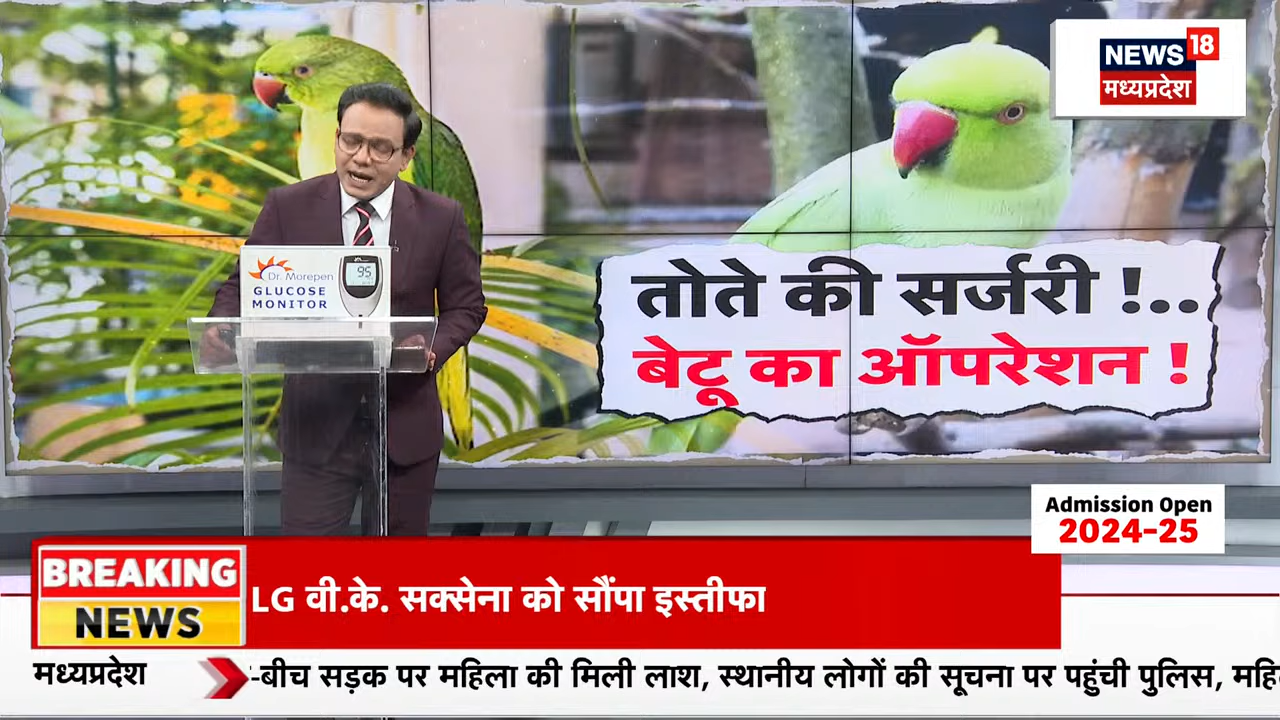 NEWS 18
मध्यप्रदेश
तोते की सर्जरी !..
बेटू का ऑपरेशन !
Dr. Morepen
GLUCOSE
MONITOR
95
Admission Open
2024-25
BREAKING
NEWS
LG वी.के. सक्सेना को सौंपा इस्तीफा
मध्यप्रदेश
-बीच सड़क पर महिला की मिली लाश, स्थानीय लोगों की सूचना पर पहुंची पुलिस,